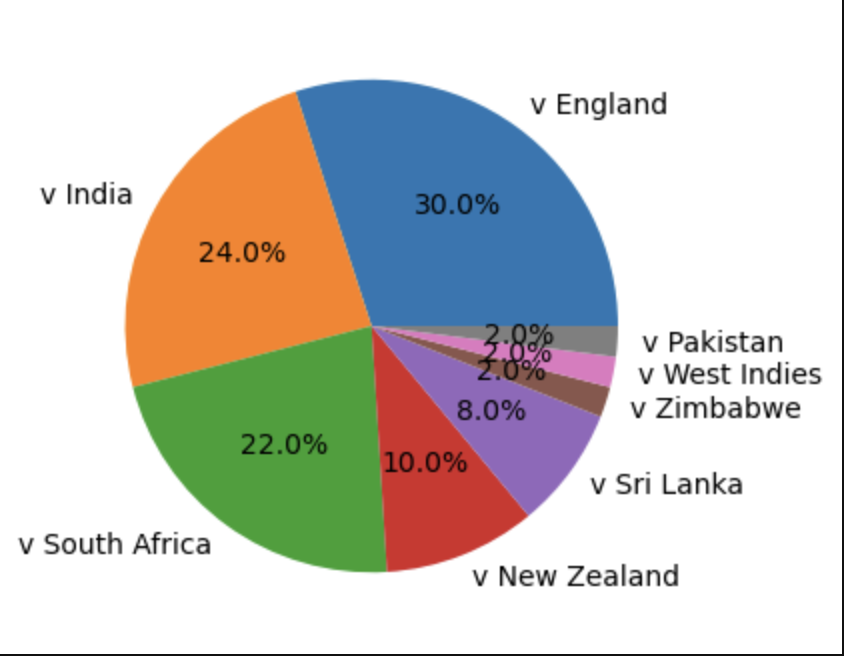 v England
30.0%
v India
24.0%
2.0%
v Pakistan
2.0%
v West Indies
2.0%
v Zimbabwe
8.0%
22.0%
10.0%
v Sri Lanka
v South Africa
v New Zealand